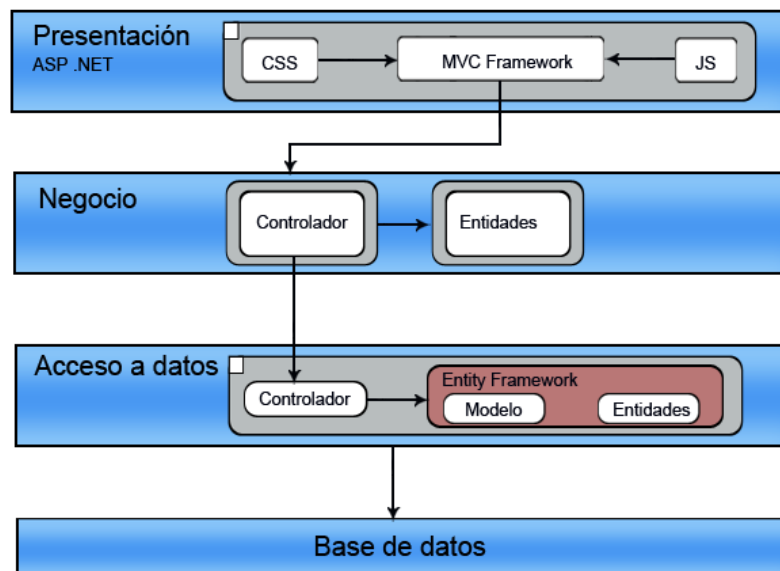 Presentación
ASP .NET
CSS
MVC Framework
JS
Negocio
Controlador
Entidades
Acceso a datos
Controlador
Entity Framework
Modelo
Entidades
Base de datos